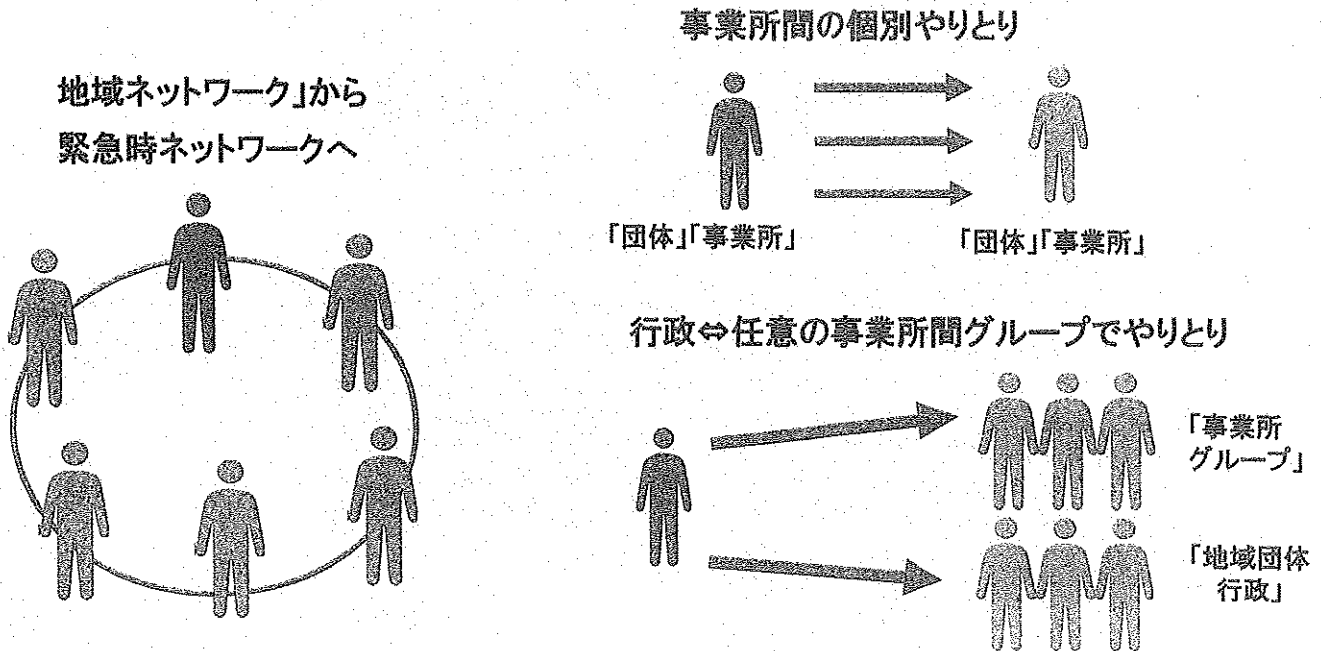 地域ネットワーク」から
緊急時ネットワークへ
事業所間の個別やりとり
「団体」「事業所」
「団体」「事業所」
行政⇔任意の事業所間グループでやりとり
「事業所
グループ」
「地域団体
行政」